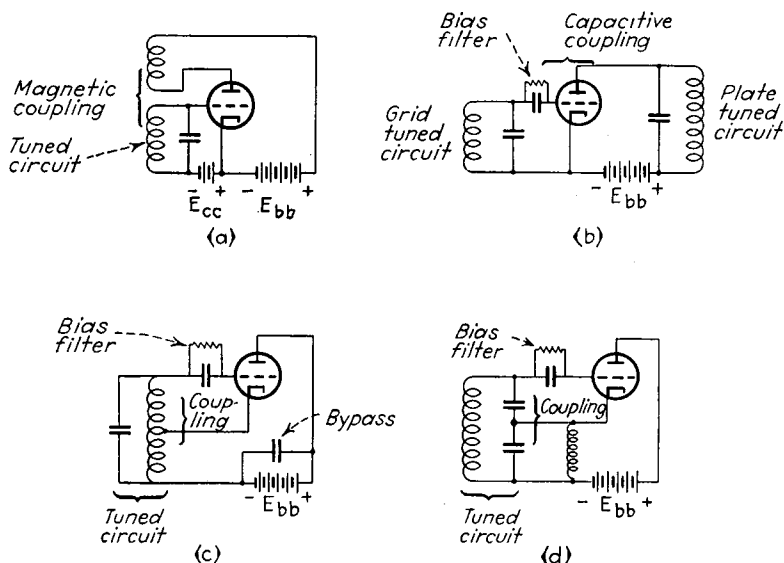 Magnetic
coupling
Tuned
circuit
- +
Ecc
- +
Ebb
(a)
Bias
filter
Capacitive
coupling
Grid
tuned
circuit
Plate
tuned
circuit
- +
Ebb
(b)
Bias
filter
Coup-
ling
Bypass
- +
Ebb
Tuned
circuit
(c)
Bias
filter
Coupling
- +
Ebb
Tuned
circuit
(d)